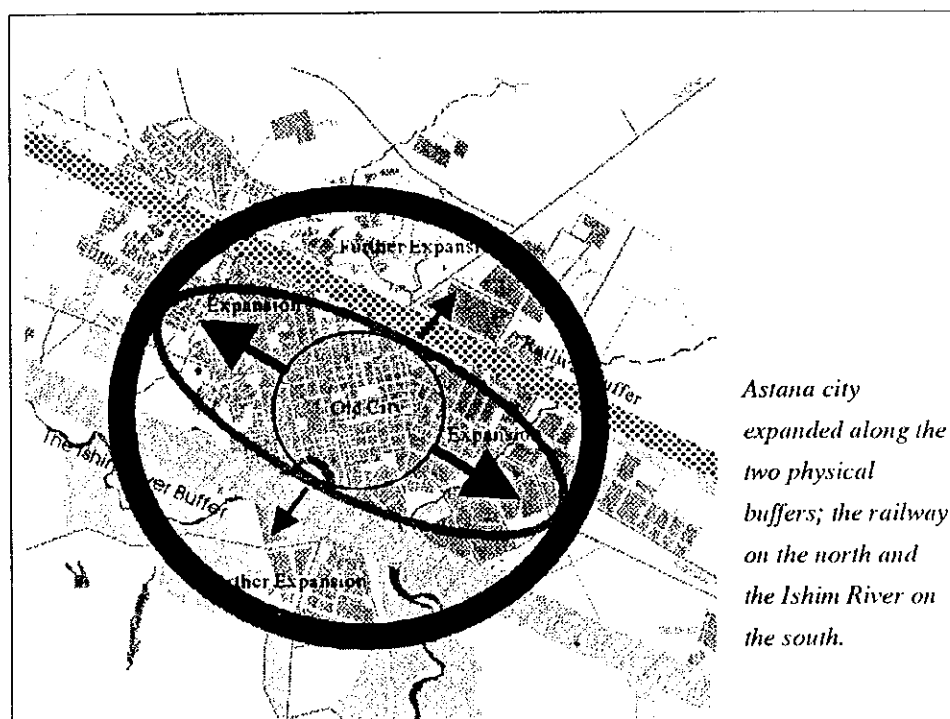 Further Expansi
Expansion
Railway Buffer
Old City
Expansion
The Ishim River Buffer
Further Expansion
Astana city
expanded along the
two physical
buffers; the railway
on the north and
the Ishim River on
the south.